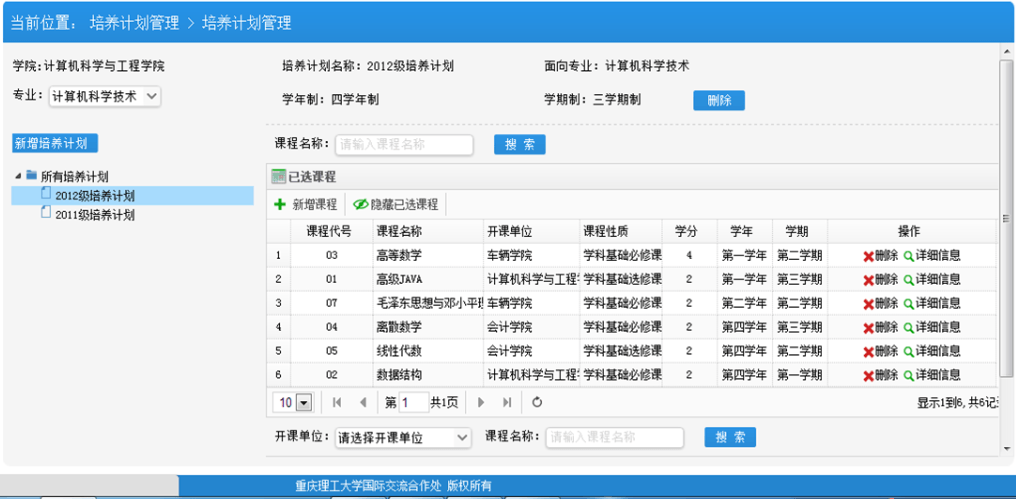 当前位置： 培养计划管理 > 培养计划管理
学院:计算机科学与工程学院
专业: 计算机科学技术
新增培养计划
所有培养计划
2012级培养计划
2011级培养计划
培养计划名称: 2012级培养计划 面向专业: 计算机科学技术
学年制: 四学年制 学期制: 三学期制 删除
课程名称: 请输入课程名称 搜 索
已选课程
新增课程 隐藏已选课程
课程代号 课程名称 开课单位 课程性质 学分 学年 学期 操作
1 03 高等数学 车辆学院 学科基础必修课 4 第一学年 第二学期 删除 详细信息
2 01 高级JAVA 计算机科学与工程 学科基础选修课 2 第一学年 第三学期 删除 详细信息
3 07 毛泽东思想与邓小平 车辆学院 学科基础必修课 2 第二学年 第二学期 删除 详细信息
4 04 离散数学 会计学院 学科基础必修课 2 第四学年 第三学期 删除 详细信息
5 05 线性代数 会计学院 学科基础选修课 2 第四学年 第二学期 删除 详细信息
6 02 数据结构 计算机科学与工程 学科基础必修课 2 第四学年 第一学期 删除 详细信息
10 第 1 共1页 显示1到6,共6记
开课单位: 请选择开课单位 课程名称: 请输入课程名称 搜 索
重庆理工大学国际交流合作处 版权所有